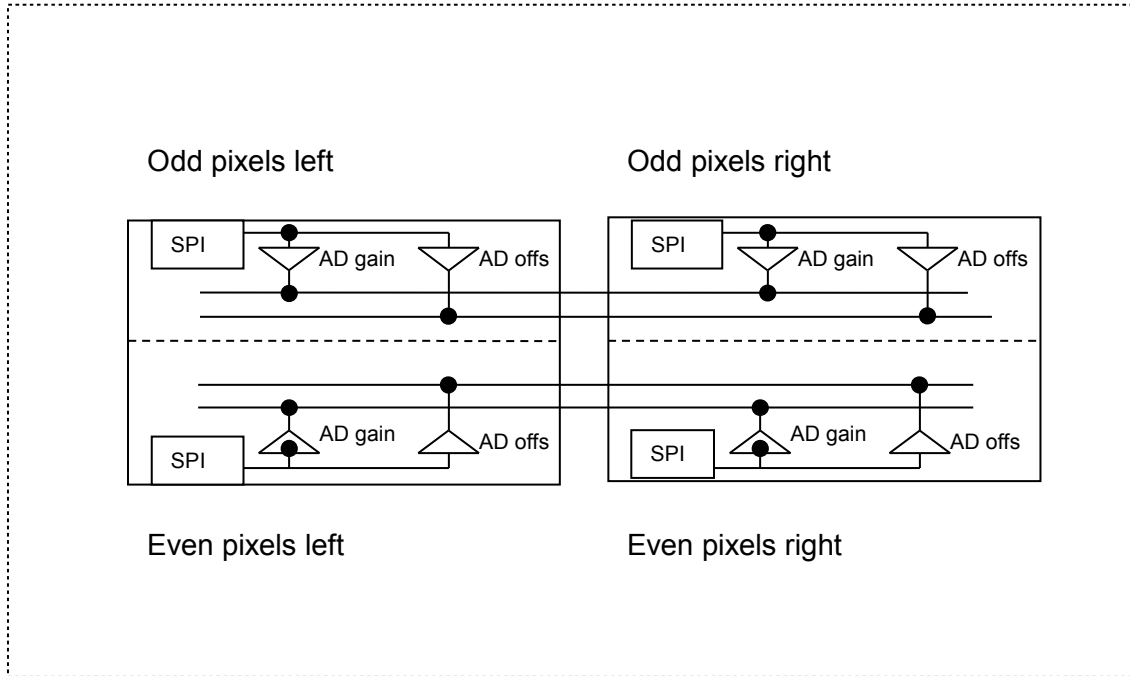 Odd pixels left
Odd pixels right
SPI
AD gain
AD offs
SPI
AD gain
AD offs
SPI
AD gain
AD offs
SPI
AD gain
AD offs
Even pixels left
Even pixels right